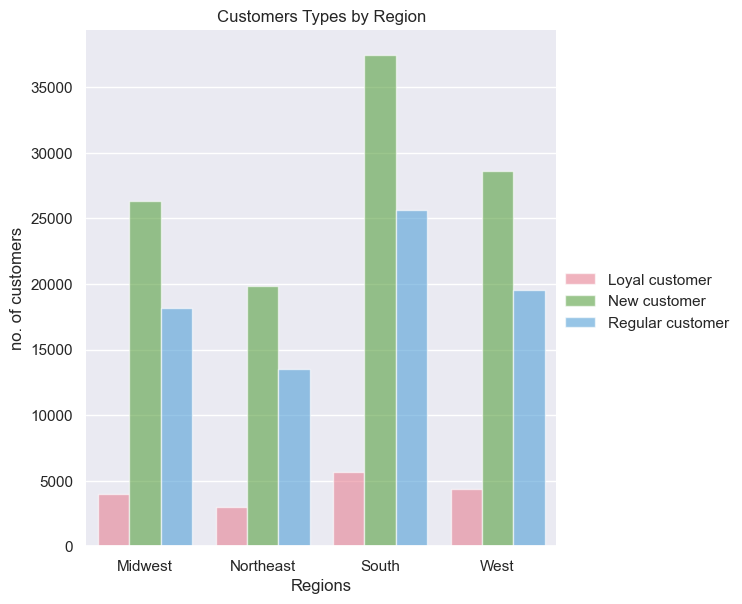 Customers Types by Region
no. of customers
35000
30000
25000
20000
15000
10000
5000
0
Midwest
Northeast
South
West
Regions
Loyal customer
New customer
Regular customer